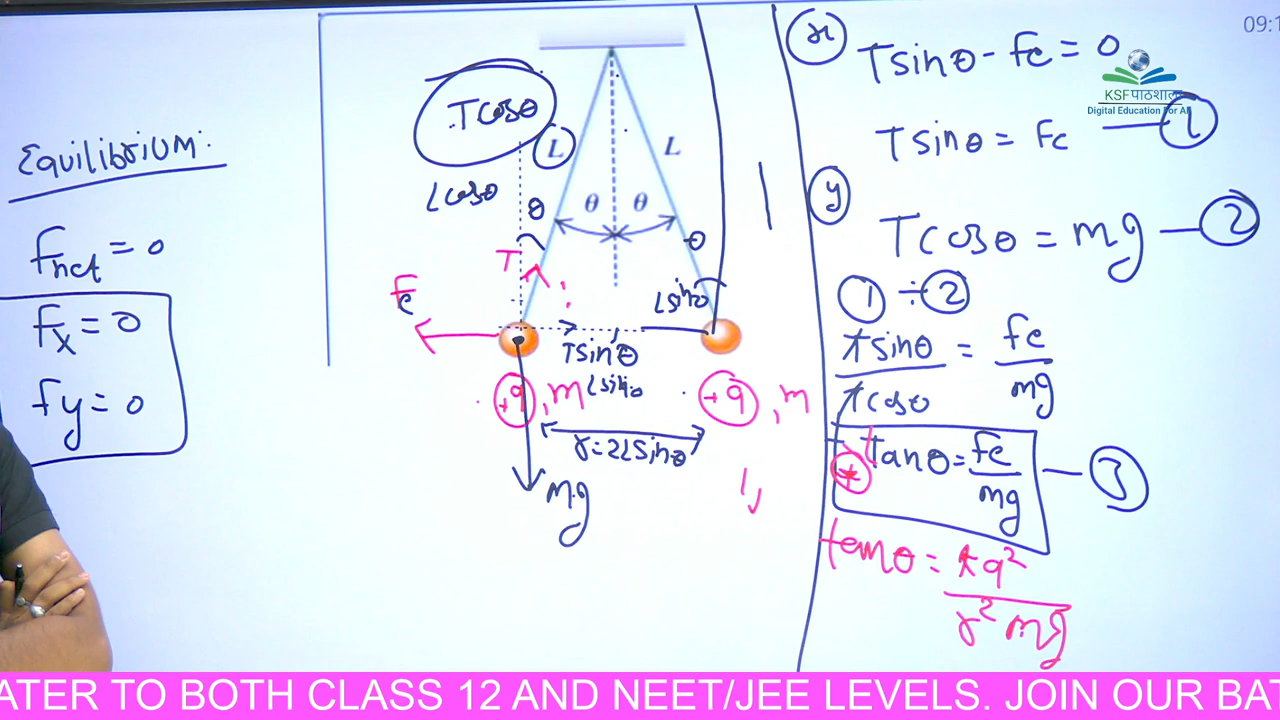 09:1
Equilibrium:
Fnet = 0
Fx = 0
Fy = 0
Tcosθ
L
L
Lcosθ
θ
θ
θ
θ
T
Fe
Lsinθ
Tsinθ
Lsinθ
+q, m
+q, m
r=2Lsinθ
mg
x
Tsinθ - Fe = 0
KSFपाठशाला
Digital Education For All
Tsinθ = Fe — 1
y
Tcosθ = mg — 2
1 ÷ 2
Tsinθ / Tcosθ = Fe / mg
* tanθ = Fe / mg — 3
tanθ = kq² / r² mg
ATER TO BOTH CLASS 12 AND NEET/JEE LEVELS. JOIN OUR BAT